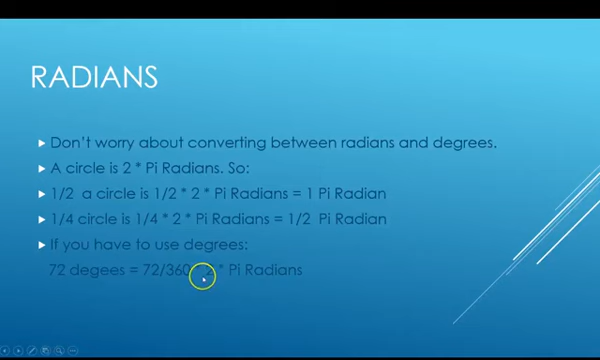 RADIANS
Don't worry about converting between radians and degrees.
A circle is 2 * Pi Radians. So:
1/2 a circle is 1/2 * 2 * Pi Radians = 1 Pi Radian
1/4 circle is 1/4 * 2 * Pi Radians = 1/2 Pi Radian
If you have to use degrees:
72 degees = 72/360 * 2 * Pi Radians